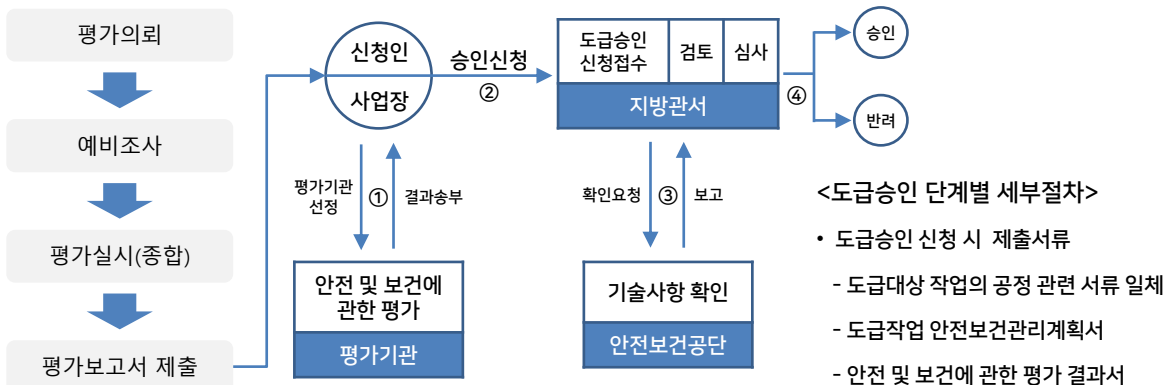 평가의뢰
예비조사
평가실시(종합)
평가보고서 제출
신청인
사업장
승인신청
②
도급승인
신청접수
검토
심사
지방관서
④
승인
반려
평가기관
선정
①
결과송부
확인요청
③
보고
안전 및 보건에
관한 평가
평가기관
기술사항 확인
안전보건공단
<도급승인 단계별 세부절차>
• 도급승인 신청 시 제출서류
- 도급대상 작업의 공정 관련 서류 일체
- 도급작업 안전보건관리계획서
- 안전 및 보건에 관한 평가 결과서